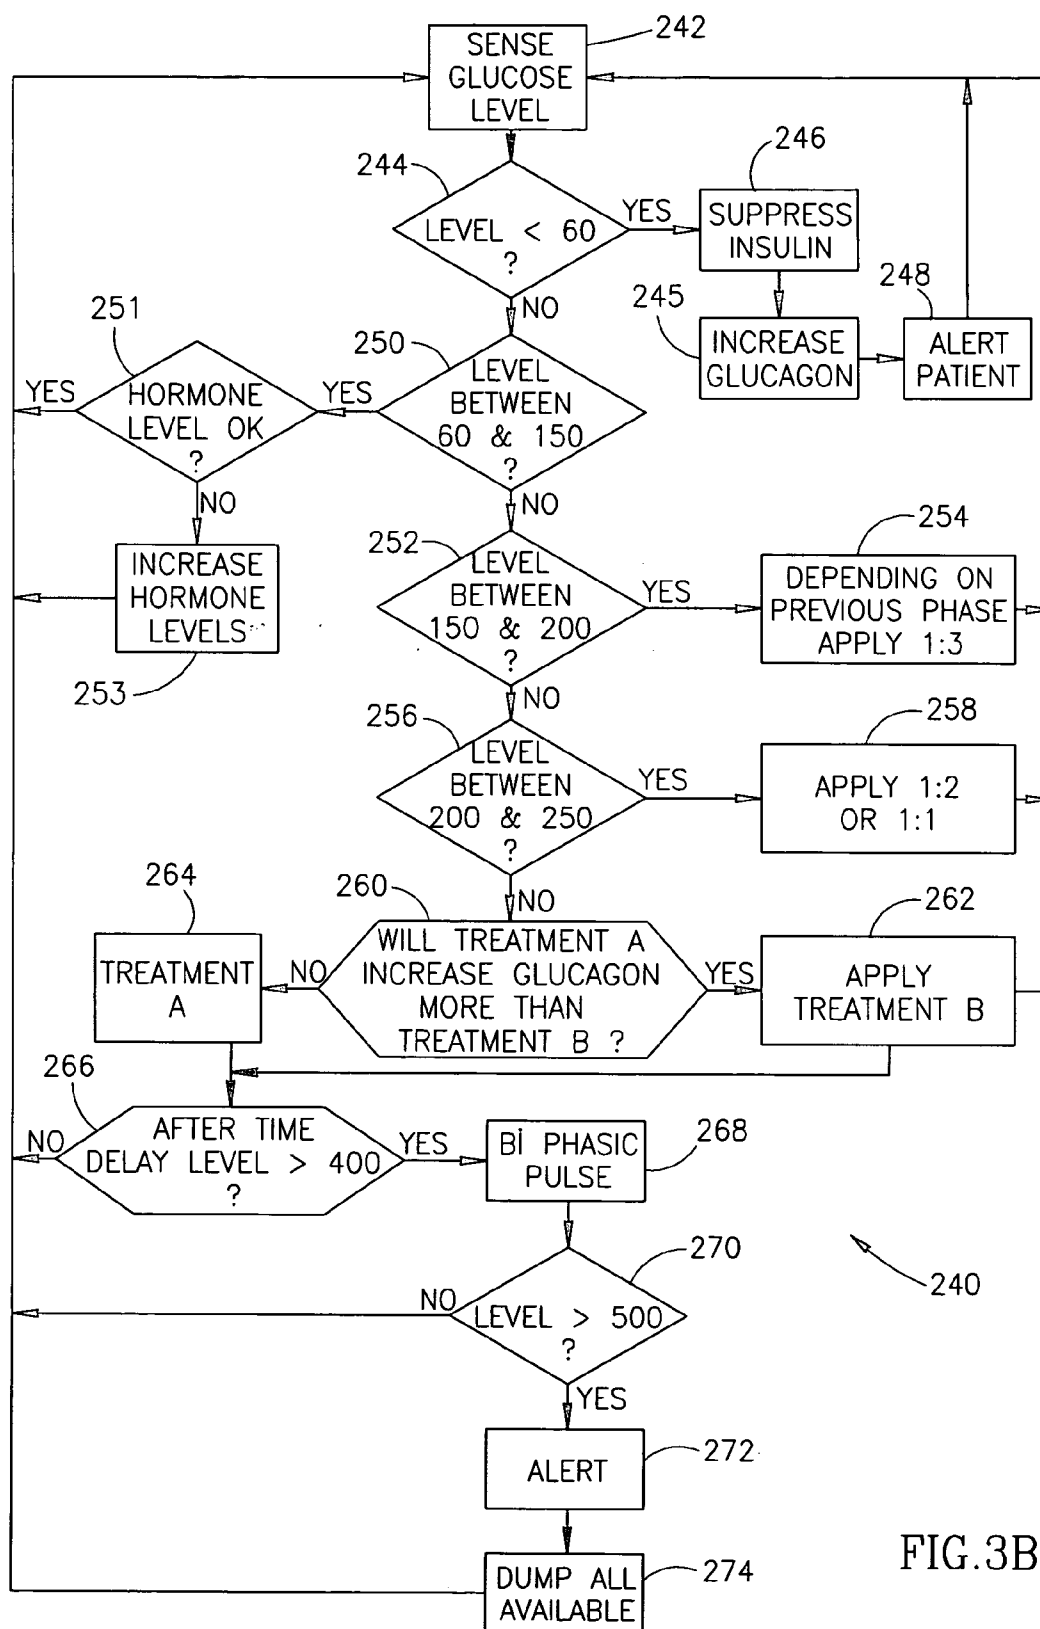 242
SENSE
GLUCOSE
LEVEL
244
LEVEL < 60
?
YES
246
SUPPRESS
INSULIN
245
INCREASE
GLUCAGON
248
ALERT
PATIENT
NO
250
LEVEL
BETWEEN
60 & 150
?
YES
251
HORMONE
LEVEL OK
?
YES
NO
INCREASE
HORMONE
LEVELS
253
NO
252
LEVEL
BETWEEN
150 & 200
?
YES
254
DEPENDING ON
PREVIOUS PHASE
APPLY 1:3
NO
256
LEVEL
BETWEEN
200 & 250
?
YES
258
APPLY 1:2
OR 1:1
NO
260
WILL TREATMENT A
INCREASE GLUCAGON
MORE THAN
TREATMENT B ?
YES
262
APPLY
TREATMENT B
NO
264
TREATMENT
A
266
AFTER TIME
DELAY LEVEL > 400
?
NO
YES
BI PHASIC
PULSE
268
270
LEVEL > 500
?
NO
YES
240
ALERT
272
DUMP ALL
AVAILABLE
274
FIG.3B